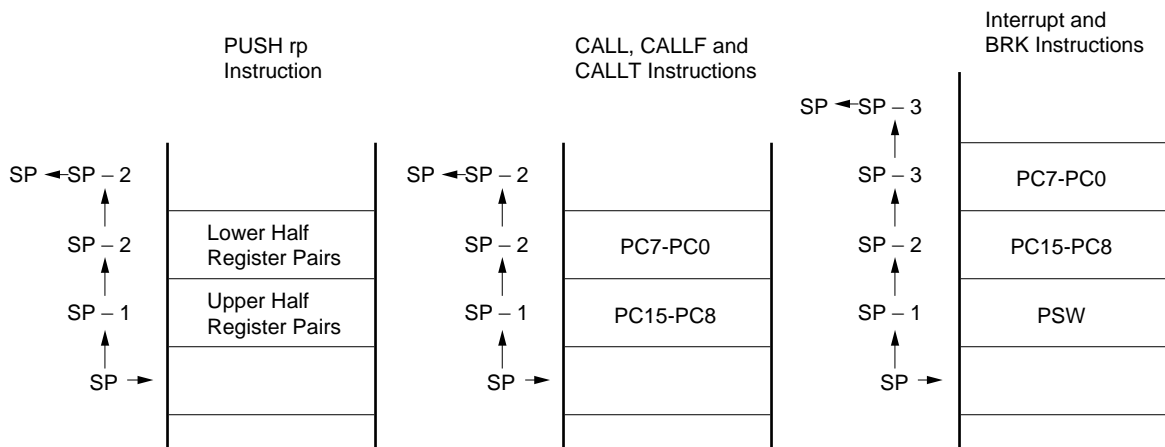 PUSH rp
Instruction
SP SP – 2
SP – 2
Lower Half
Register Pairs
SP – 1
Upper Half
Register Pairs
SP
CALL, CALLF and
CALLT Instructions
SP SP – 2
SP – 2
PC7-PC0
SP – 1
PC15-PC8
SP
Interrupt and
BRK Instructions
SP SP – 3
SP – 3
PC7-PC0
SP – 2
PC15-PC8
SP – 1
PSW
SP